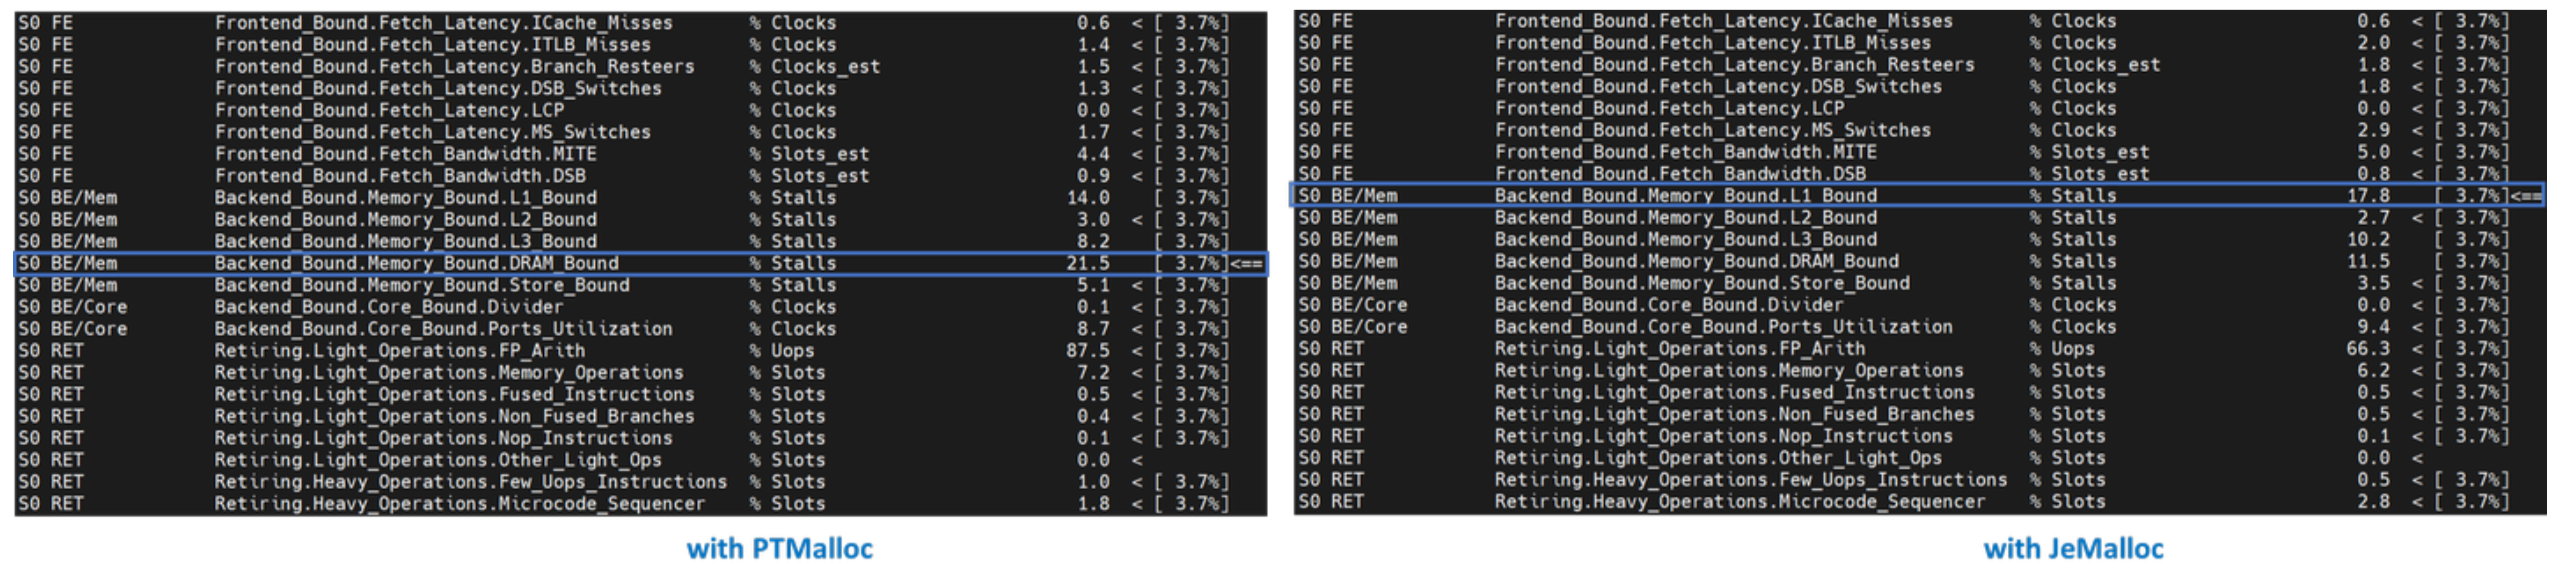 S0 FE Frontend_Bound.Fetch_Latency.ICache_Misses % Clocks 0.6 < [ 3.7%]
S0 FE Frontend_Bound.Fetch_Latency.ITLB_Misses % Clocks 1.4 < [ 3.7%]
S0 FE Frontend_Bound.Fetch_Latency.Branch_Resteers % Clocks_est 1.5 < [ 3.7%]
S0 FE Frontend_Bound.Fetch_Latency.DSB_Switches % Clocks 1.3 < [ 3.7%]
S0 FE Frontend_Bound.Fetch_Latency.LCP % Clocks 0.0 < [ 3.7%]
S0 FE Frontend_Bound.Fetch_Latency.MS_Switches % Clocks 1.7 < [ 3.7%]
S0 FE Frontend_Bound.Fetch_Bandwidth.MITE % Slots_est 4.4 < [ 3.7%]
S0 FE Frontend_Bound.Fetch_Bandwidth.DSB % Slots_est 0.9 < [ 3.7%]
S0 BE/Mem Backend_Bound.Memory_Bound.L1_Bound % Stalls 14.0 [ 3.7%]
S0 BE/Mem Backend_Bound.Memory_Bound.L2_Bound % Stalls 3.0 < [ 3.7%]
S0 BE/Mem Backend_Bound.Memory_Bound.L3_Bound % Stalls 8.2 [ 3.7%]
S0 BE/Mem Backend_Bound.Memory_Bound.DRAM_Bound % Stalls 21.5 [ 3.7%]<==
S0 BE/Mem Backend_Bound.Memory_Bound.Store_Bound % Stalls 5.1 < [ 3.7%]
S0 BE/Core Backend_Bound.Core_Bound.Divider % Clocks 0.1 < [ 3.7%]
S0 BE/Core Backend_Bound.Core_Bound.Ports_Utilization % Clocks 8.7 < [ 3.7%]
S0 RET Retiring.Light_Operations.FP_Arith % Uops 87.5 < [ 3.7%]
S0 RET Retiring.Light_Operations.Memory_Operations % Slots 7.2 < [ 3.7%]
S0 RET Retiring.Light_Operations.Fused_Instructions % Slots 0.5 < [ 3.7%]
S0 RET Retiring.Light_Operations.Non_Fused_Branches % Slots 0.4 < [ 3.7%]
S0 RET Retiring.Light_Operations.Nop_Instructions % Slots 0.1 < [ 3.7%]
S0 RET Retiring.Light_Operations.Other_Light_Ops % Slots 0.0 <
S0 RET Retiring.Heavy_Operations.Few_Uops_Instructions % Slots 1.0 < [ 3.7%]
S0 RET Retiring.Heavy_Operations.Microcode_Sequencer % Slots 1.8 < [ 3.7%]
with PTMalloc
S0 FE Frontend_Bound.Fetch_Latency.ICache_Misses % Clocks 0.6 < [ 3.7%]
S0 FE Frontend_Bound.Fetch_Latency.ITLB_Misses % Clocks 2.0 < [ 3.7%]
S0 FE Frontend_Bound.Fetch_Latency.Branch_Resteers % Clocks_est 1.8 < [ 3.7%]
S0 FE Frontend_Bound.Fetch_Latency.DSB_Switches % Clocks 1.8 < [ 3.7%]
S0 FE Frontend_Bound.Fetch_Latency.LCP % Clocks 0.0 < [ 3.7%]
S0 FE Frontend_Bound.Fetch_Latency.MS_Switches % Clocks 2.9 < [ 3.7%]
S0 FE Frontend_Bound.Fetch_Bandwidth.MITE % Slots_est 5.0 < [ 3.7%]
S0 FE Frontend_Bound.Fetch_Bandwidth.DSB % Slots_est 0.8 < [ 3.7%]
S0 BE/Mem Backend_Bound.Memory_Bound.L1_Bound % Stalls 17.8 [ 3.7%]<==
S0 BE/Mem Backend_Bound.Memory_Bound.L2_Bound % Stalls 2.7 < [ 3.7%]
S0 BE/Mem Backend_Bound.Memory_Bound.L3_Bound % Stalls 10.2 [ 3.7%]
S0 BE/Mem Backend_Bound.Memory_Bound.DRAM_Bound % Stalls 11.5 [ 3.7%]
S0 BE/Mem Backend_Bound.Memory_Bound.Store_Bound % Stalls 3.5 < [ 3.7%]
S0 BE/Core Backend_Bound.Core_Bound.Divider % Clocks 0.0 < [ 3.7%]
S0 BE/Core Backend_Bound.Core_Bound.Ports_Utilization % Clocks 9.4 < [ 3.7%]
S0 RET Retiring.Light_Operations.FP_Arith % Uops 66.3 < [ 3.7%]
S0 RET Retiring.Light_Operations.Memory_Operations % Slots 6.2 < [ 3.7%]
S0 RET Retiring.Light_Operations.Fused_Instructions % Slots 0.5 < [ 3.7%]
S0 RET Retiring.Light_Operations.Non_Fused_Branches % Slots 0.5 < [ 3.7%]
S0 RET Retiring.Light_Operations.Nop_Instructions % Slots 0.1 < [ 3.7%]
S0 RET Retiring.Light_Operations.Other_Light_Ops % Slots 0.0 <
S0 RET Retiring.Heavy_Operations.Few_Uops_Instructions % Slots 0.5 < [ 3.7%]
S0 RET Retiring.Heavy_Operations.Microcode_Sequencer % Slots 2.8 < [ 3.7%]
with JeMalloc